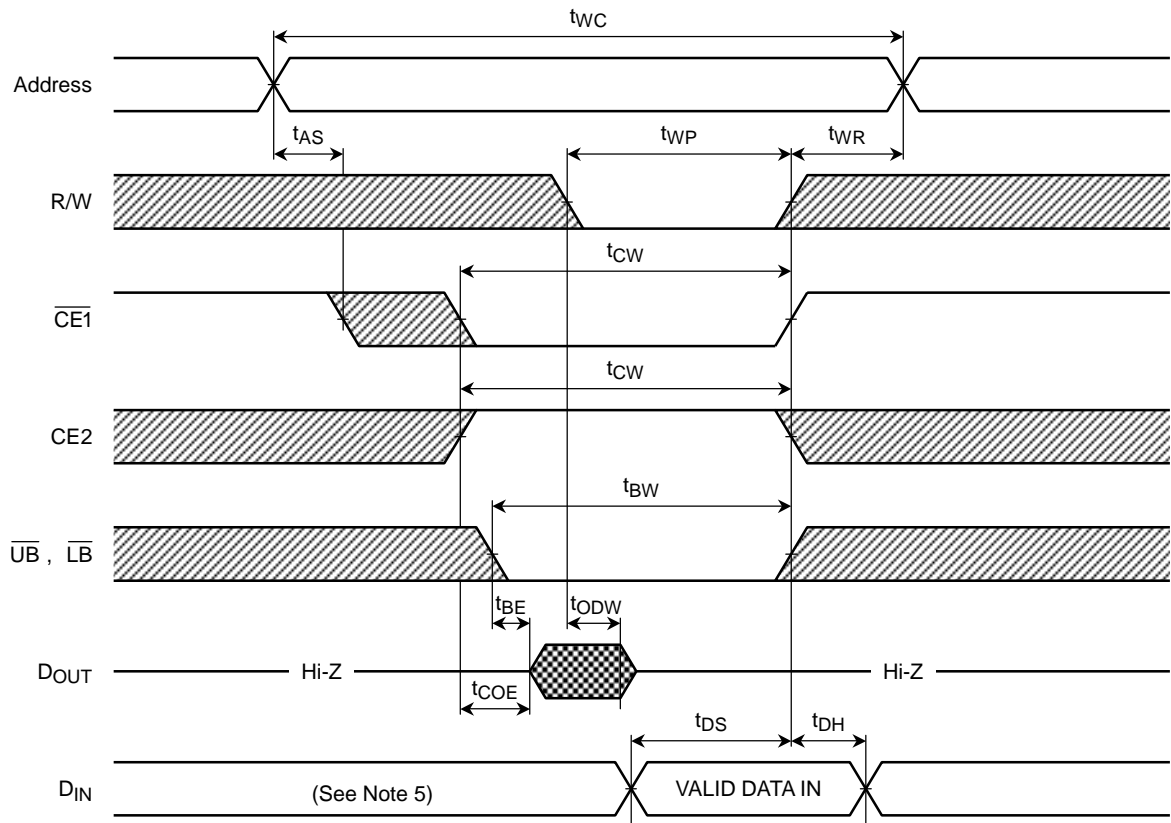 tWC
Address
tAS
tWP
tWR
R/W
tCW
CE1
tCW
CE2
tBW
UB , LB
tBE
tODW
DOUT
Hi-Z
Hi-Z
tCOE
tDS
tDH
DIN
(See Note 5)
VALID DATA IN